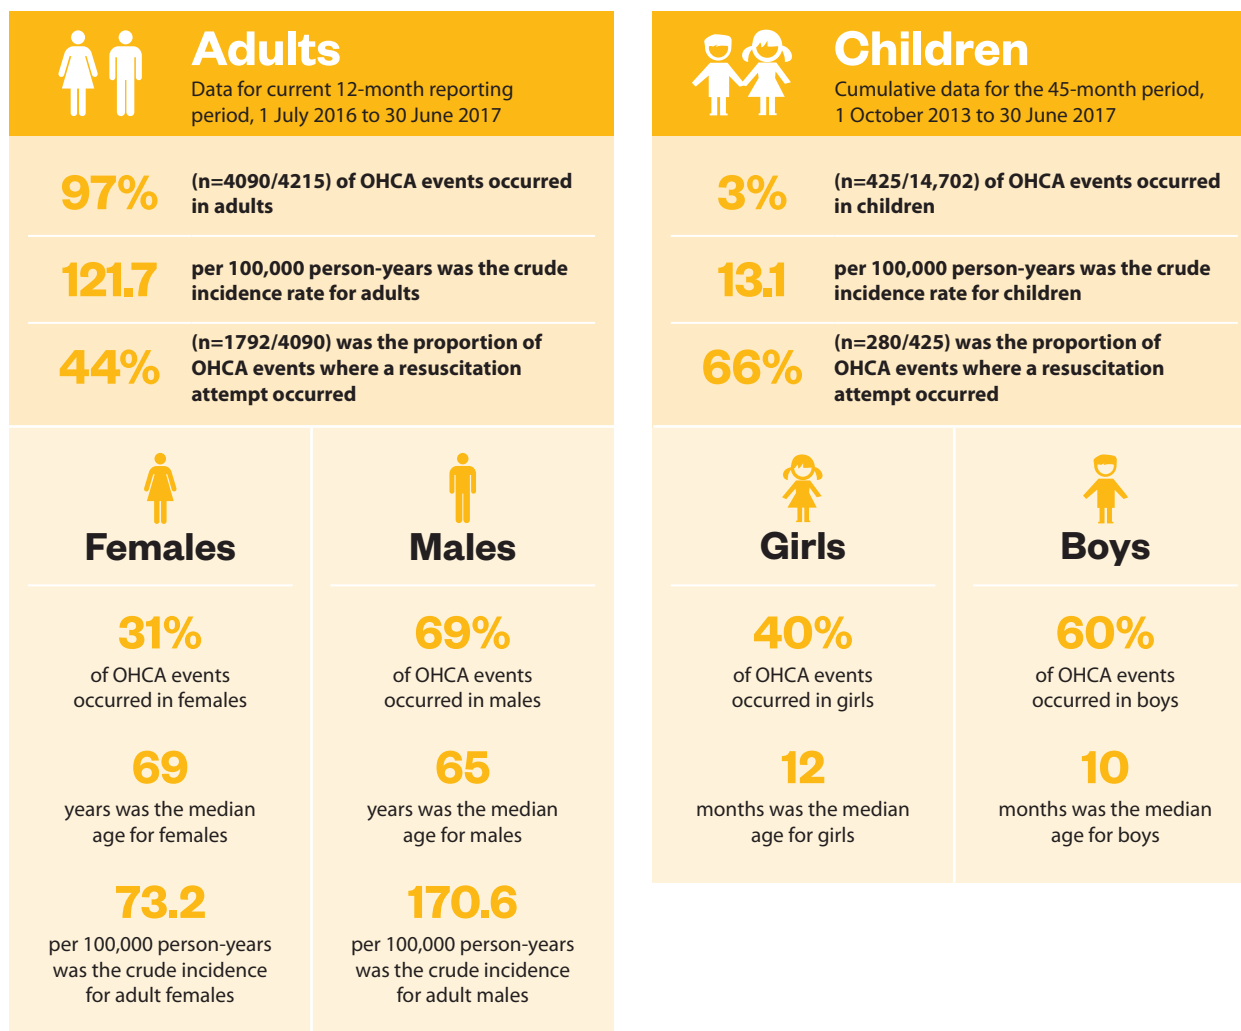 Adults
Data for current 12-month reporting
period, 1 July 2016 to 30 June 2017
97%
(n=4090/4215) of OHCA events occurred
in adults
121.7
per 100,000 person-years was the crude
incidence rate for adults
44%
(n=1792/4090) was the proportion of
OHCA events where a resuscitation
attempt occurred
Females
31%
of OHCA events
occurred in females
69
years was the median
age for females
73.2
per 100,000 person-years
was the crude incidence
for adult females
Males
69%
of OHCA events
occurred in males
65
years was the median
age for males
170.6
per 100,000 person-years
was the crude incidence
for adult males
Children
Cumulative data for the 45-month period,
1 October 2013 to 30 June 2017
3%
(n=425/14,702) of OHCA events occurred
in children
13.1
per 100,000 person-years was the crude
incidence rate for children
66%
(n=280/425) was the proportion of
OHCA events where a resuscitation
attempt occurred
Girls
40%
of OHCA events
occurred in girls
12
months was the median
age for girls
Boys
60%
of OHCA events
occurred in boys
10
months was the median
age for boys